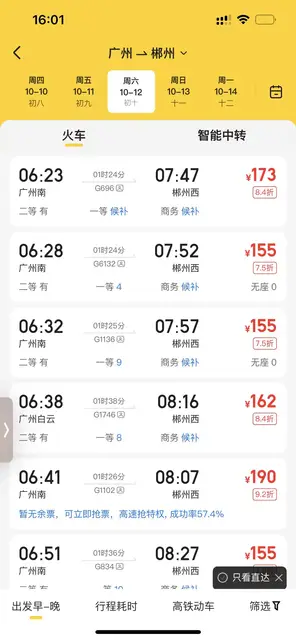 16:01
广州 → 郴州
周四 周五 周六 周日 周一
10-10 10-11 10-12 10-13 10-14
初八 初九 初十 十一 十二
火车 智能中转
06:23 01时24分 07:47 ¥173
广州南 G696 郴州西 8.4折
二等 有 一等 候补 商务 候补
06:28 01时24分 07:52 ¥155
广州南 G6132 郴州西 7.5折
二等 有 一等 4 商务 候补 无座 0
06:32 01时25分 07:57 ¥155
广州南 G1136 郴州西 7.5折
二等 有 一等 9 商务 候补 无座 0
06:38 01时38分 08:16 ¥162
广州白云 G1746 郴州西 8.4折
二等 有 一等 8 商务 候补
06:41 01时26分 08:07 ¥190
广州南 G1102 郴州西 9.2折
暂无余票，可立即抢票，高速抢特权, 成功率57.4%
06:51 01时36分 08:27 ¥155
广州南 G834 郴州西
只看直达
出发早-晚 行程耗时 高铁动车 筛选